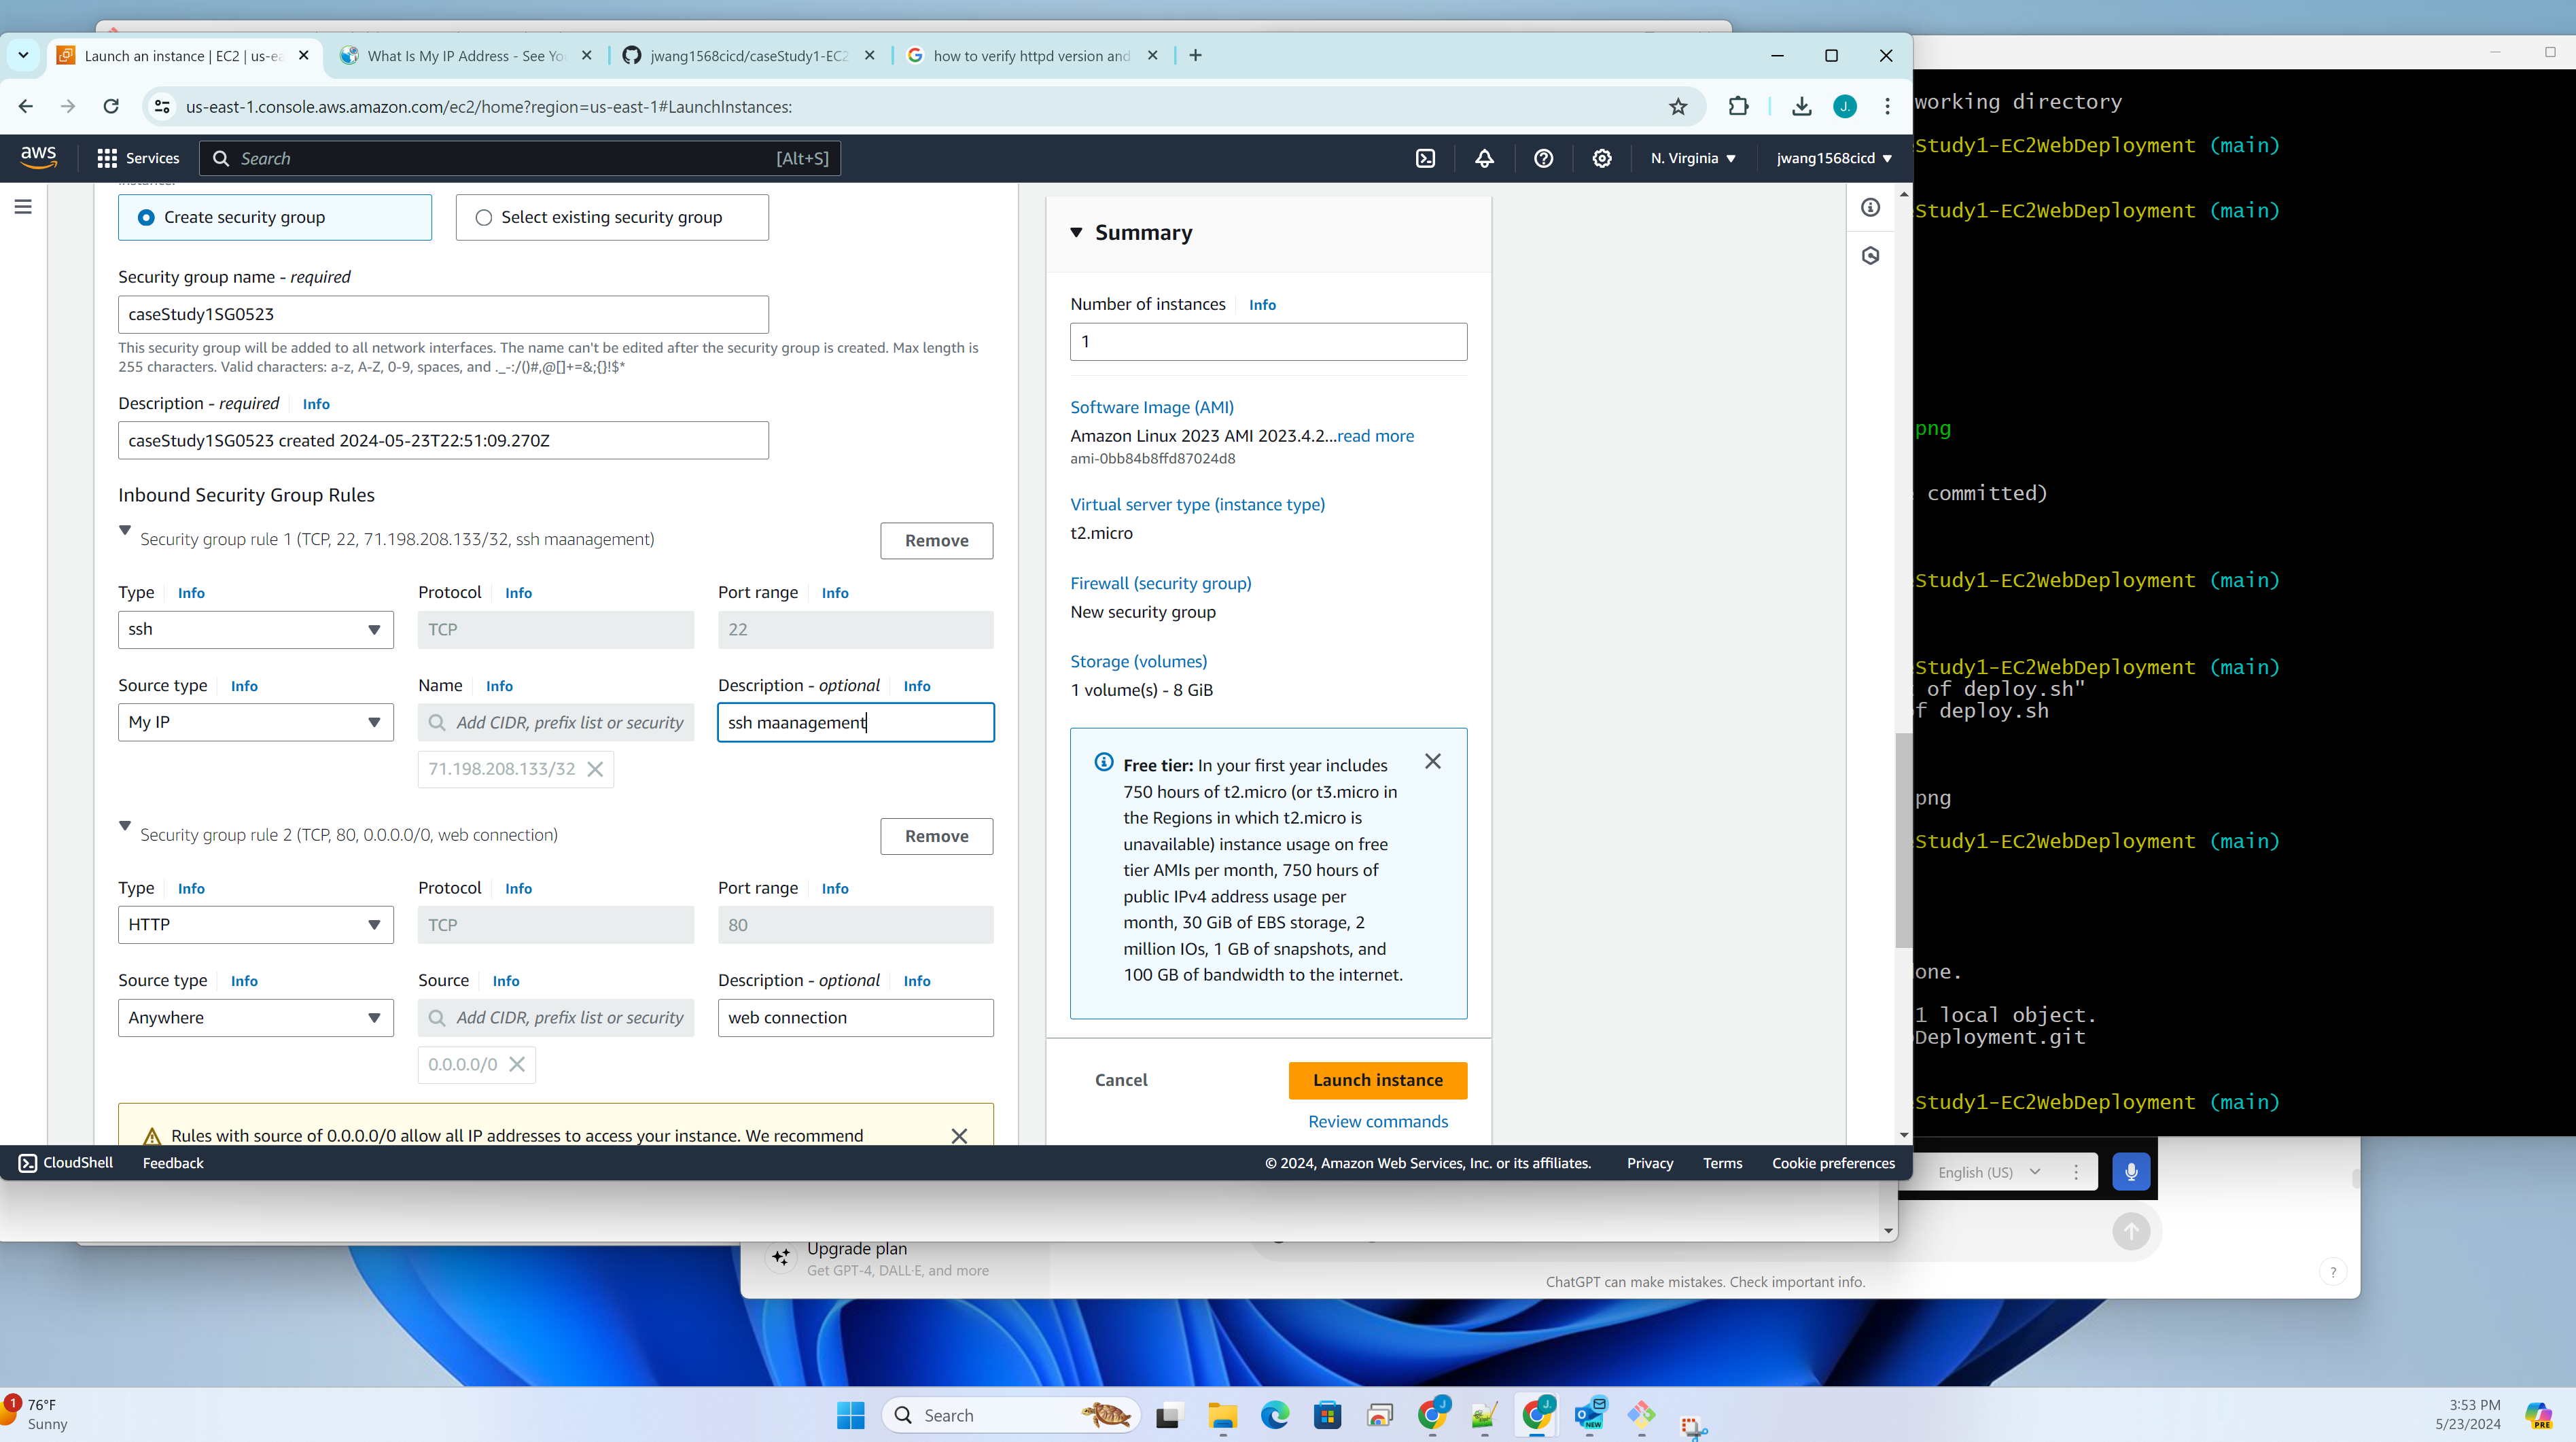 Launch an instance | EC2 | us-ea
What Is My IP Address - See Yo
jwang1568cicd/caseStudy1-EC2
how to verify httpd version and
us-east-1.console.aws.amazon.com/ec2/home?region=us-east-1#LaunchInstances:
J.
aws
Services
Search
[Alt+S]
N. Virginia
jwang1568cicd
Create security group
Select existing security group
Security group name - required
caseStudy1SG0523
This security group will be added to all network interfaces. The name can't be edited after the security group is created. Max length is
255 characters. Valid characters: a-z, A-Z, 0-9, spaces, and ._-:/()#,@[]+=&;{}!$*
Description - required Info
caseStudy1SG0523 created 2024-05-23T22:51:09.270Z
Inbound Security Group Rules
Security group rule 1 (TCP, 22, 71.198.208.133/32, ssh maanagement)
Remove
Type Info
Protocol Info
Port range Info
ssh
TCP
22
Source type Info
Name Info
Description - optional Info
My IP
Add CIDR, prefix list or security
ssh maanagement
71.198.208.133/32
Security group rule 2 (TCP, 80, 0.0.0.0/0, web connection)
Remove
Type Info
Protocol Info
Port range Info
HTTP
TCP
80
Source type Info
Source Info
Description - optional Info
Anywhere
Add CIDR, prefix list or security
web connection
0.0.0.0/0
Rules with source of 0.0.0.0/0 allow all IP addresses to access your instance. We recommend
Summary
Number of instances Info
1
Software Image (AMI)
Amazon Linux 2023 AMI 2023.4.2...read more
ami-0bb84b8ffd87024d8
Virtual server type (instance type)
t2.micro
Firewall (security group)
New security group
Storage (volumes)
1 volume(s) - 8 GiB
Free tier: In your first year includes
750 hours of t2.micro (or t3.micro in
the Regions in which t2.micro is
unavailable) instance usage on free
tier AMIs per month, 750 hours of
public IPv4 address usage per
month, 30 GiB of EBS storage, 2
million IOs, 1 GB of snapshots, and
100 GB of bandwidth to the internet.
Cancel
Launch instance
Review commands
CloudShell
Feedback
© 2024, Amazon Web Services, Inc. or its affiliates.
Privacy
Terms
Cookie preferences
working directory
Study1-EC2WebDeployment (main)
Study1-EC2WebDeployment (main)
png
committed)
Study1-EC2WebDeployment (main)
Study1-EC2WebDeployment (main)
of deploy.sh"
f deploy.sh
png
Study1-EC2WebDeployment (main)
one.
1 local object.
Deployment.git
Study1-EC2WebDeployment (main)
English (US)
Upgrade plan
Get GPT-4, DALL·E, and more
ChatGPT can make mistakes. Check important info.
?
1
76°F
Sunny
Search
J
J.
NEW
3:53 PM
5/23/2024
PRE